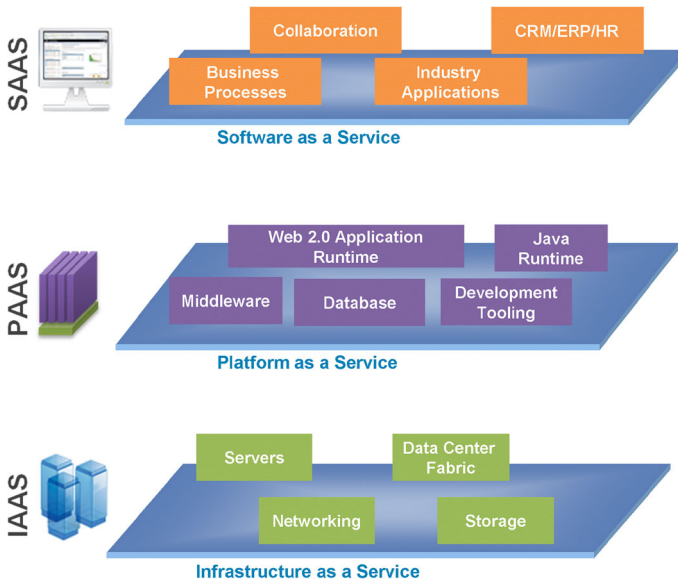 SAAS
Collaboration
CRM/ERP/HR
Business
Processes
Industry
Applications
Software as a Service
PAAS
Web 2.0 Application
Runtime
Java
Runtime
Middleware
Database
Development
Tooling
Platform as a Service
IAAS
Servers
Data Center
Fabric
Networking
Storage
Infrastructure as a Service